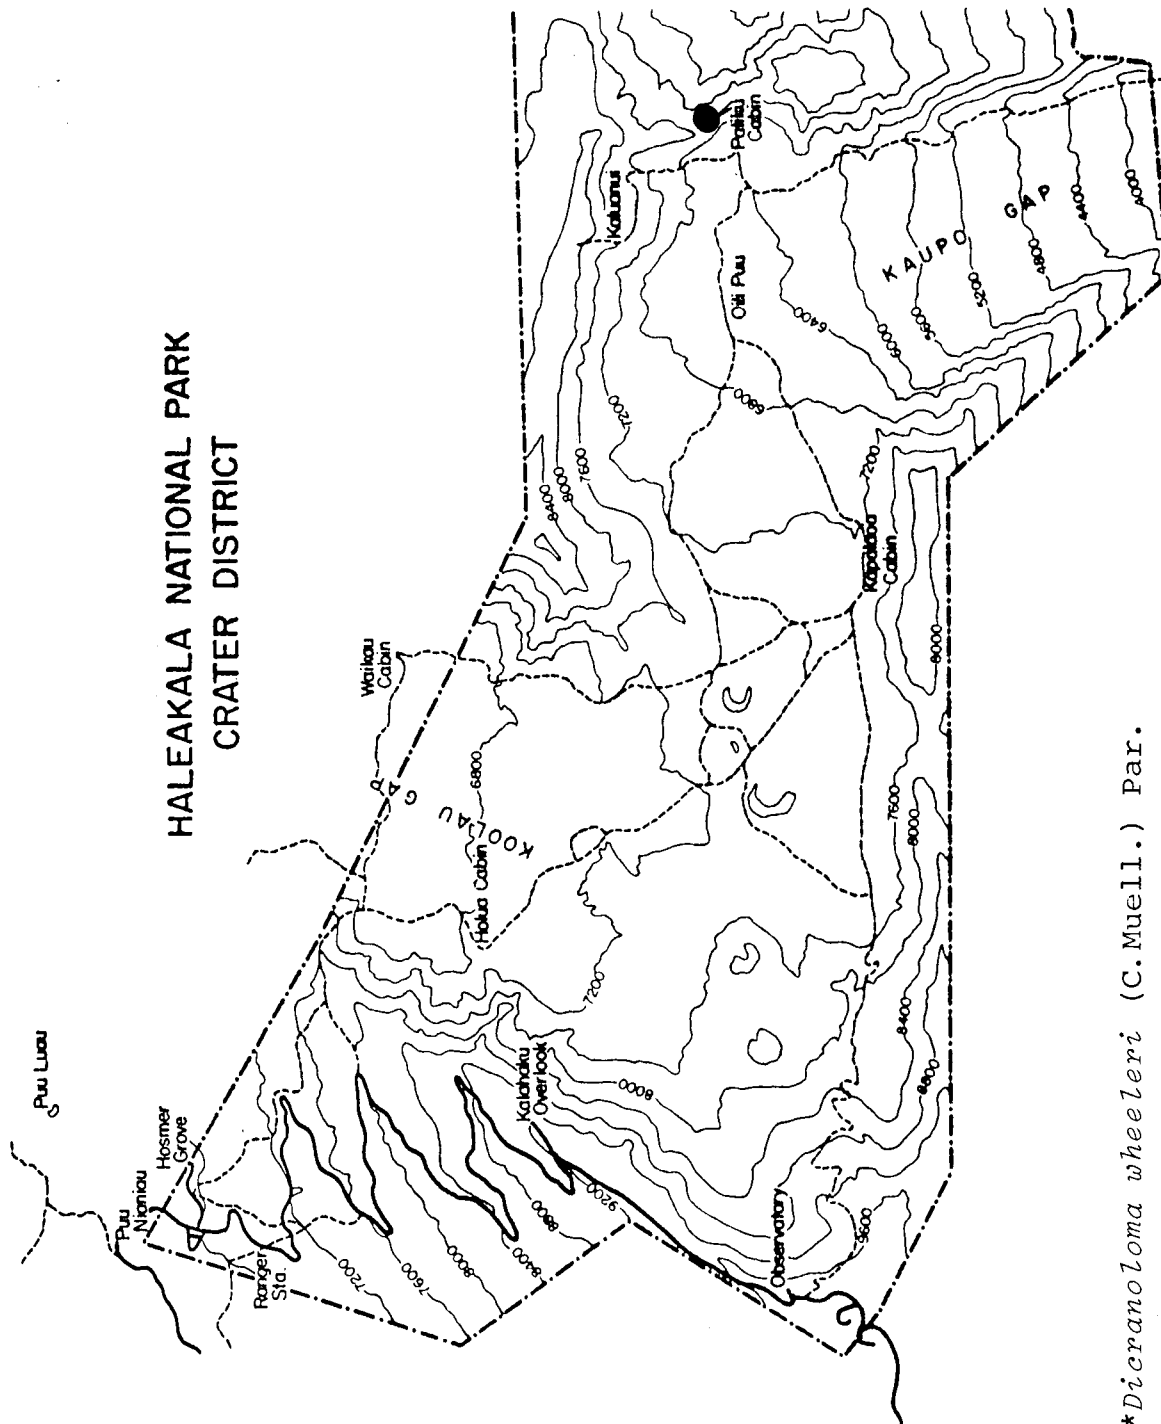 HALEAKALA NATIONAL PARK
CRATER DISTRICT
Puu Luau
Hosmer
Grove
Puu
Nianiau
Ranger
Sta.
7200
7600
8000
8400
8800
9200
Kalahaku
Overlook
Observatory
9600
8800
8400
8000
7200
Holua Cabin
KOOLAU GAP
6800
Waikau
Cabin
8400
8000
7600
7200
6800
Kaluanui
Paliku
Cabin
Oili Puu
6400
6000
5600
5200
4800
4400
4000
KAUPO GAP
7200
Kapalaoa
Cabin
8000
7600
8000
*Dicranoloma wheeleri (C.Muell.) Par.